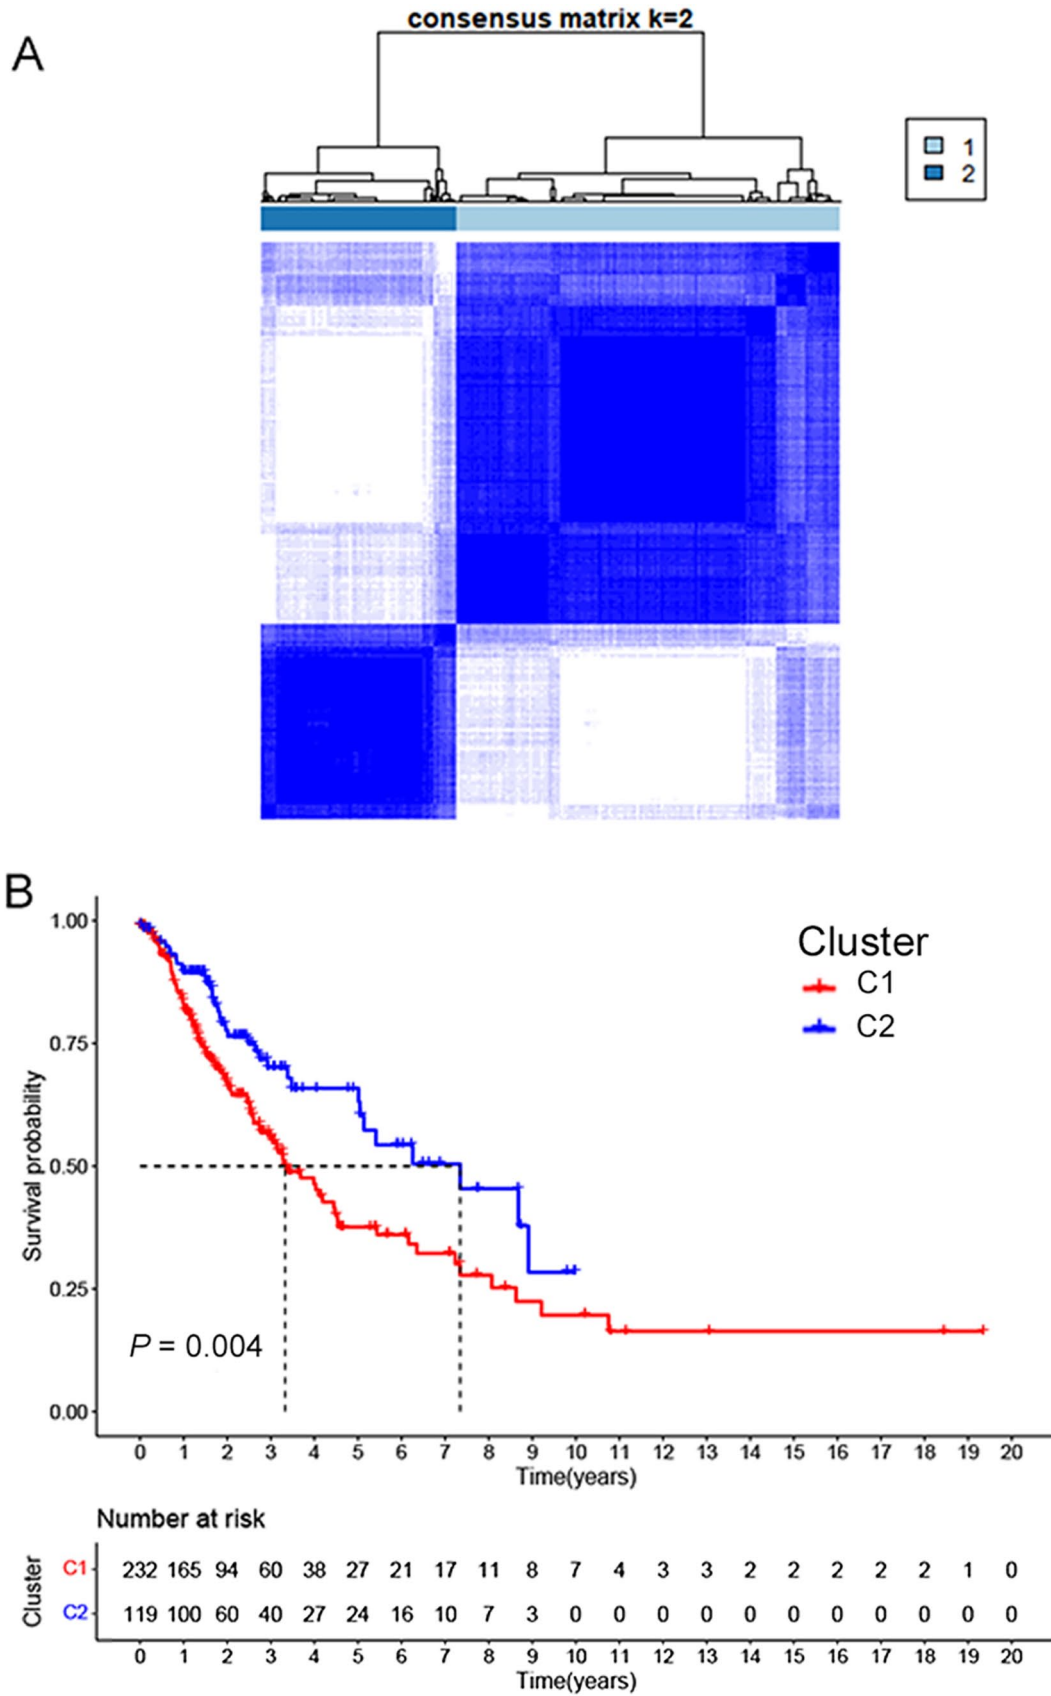 consensus matrix k=2
A
1
2
B
1.00
0.75
0.50
0.25
0.00
Survival probability
Cluster
C1
C2
P = 0.004
0 1 2 3 4 5 6 7 8 9 10 11 12 13 14 15 16 17 18 19 20
Time(years)
Number at risk
Cluster
C1 232 165 94 60 38 27 21 17 11 8 7 4 3 3 2 2 2 2 2 1 0
C2 119 100 60 40 27 24 16 10 7 3 0 0 0 0 0 0 0 0 0 0 0
0 1 2 3 4 5 6 7 8 9 10 11 12 13 14 15 16 17 18 19 20
Time(years)